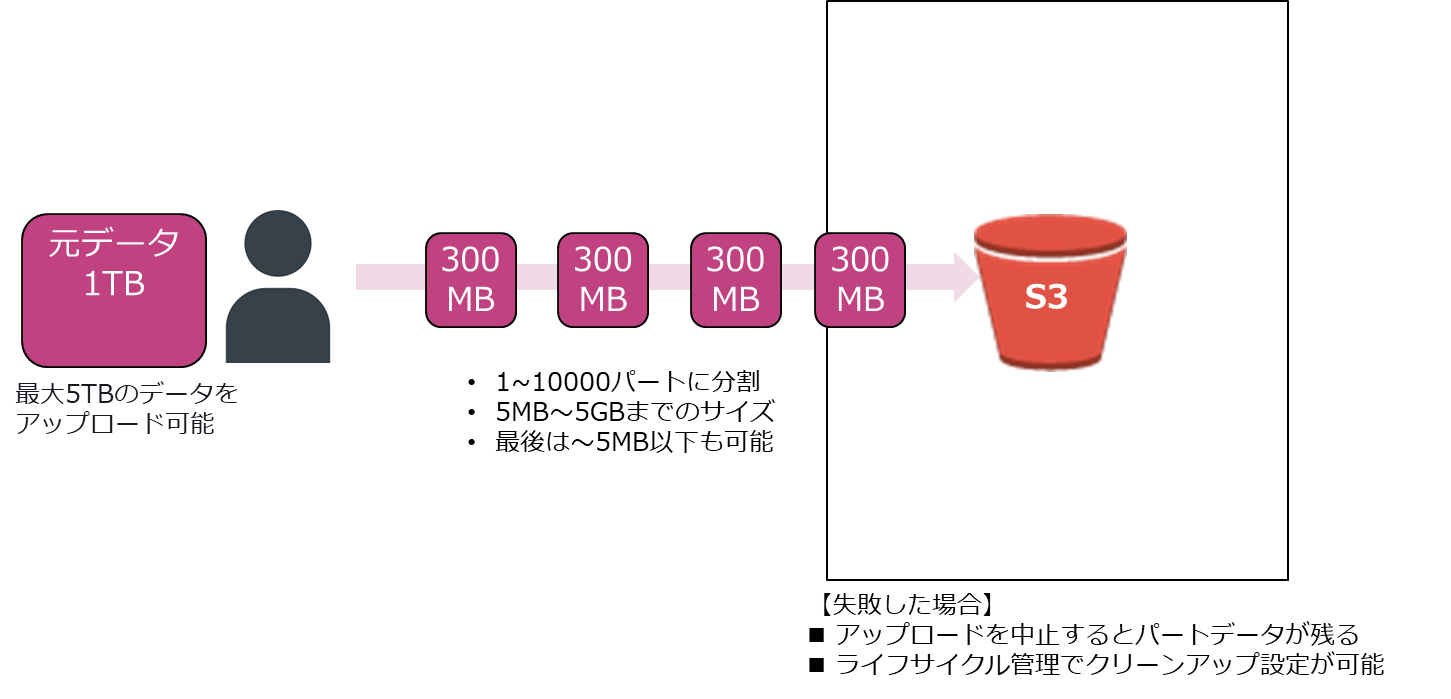 元データ
1TB
最大5TBのデータを
アップロード可能
300
MB
300
MB
300
MB
300
MB
S3
• 1~10000パートに分割
• 5MB～5GBまでのサイズ
• 最後は～5MB以下も可能
【失敗した場合】
■ アップロードを中止するとパートデータが残る
■ ライフサイクル管理でクリーンアップ設定が可能